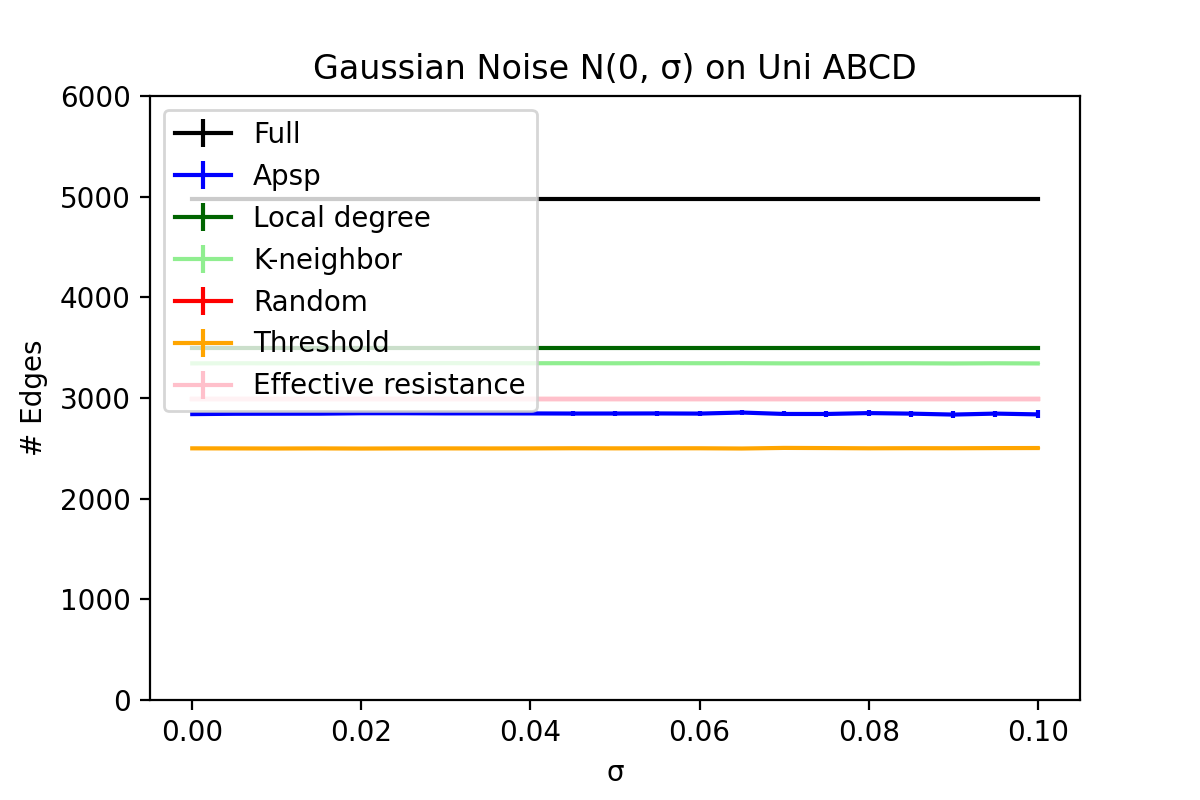 Gaussian Noise N(0, σ) on Uni ABCD
6000
5000
4000
3000
2000
1000
0
# Edges
Full
Apsp
Local degree
K-neighbor
Random
Threshold
Effective resistance
0.00 0.02 0.04 0.06 0.08 0.10
σ